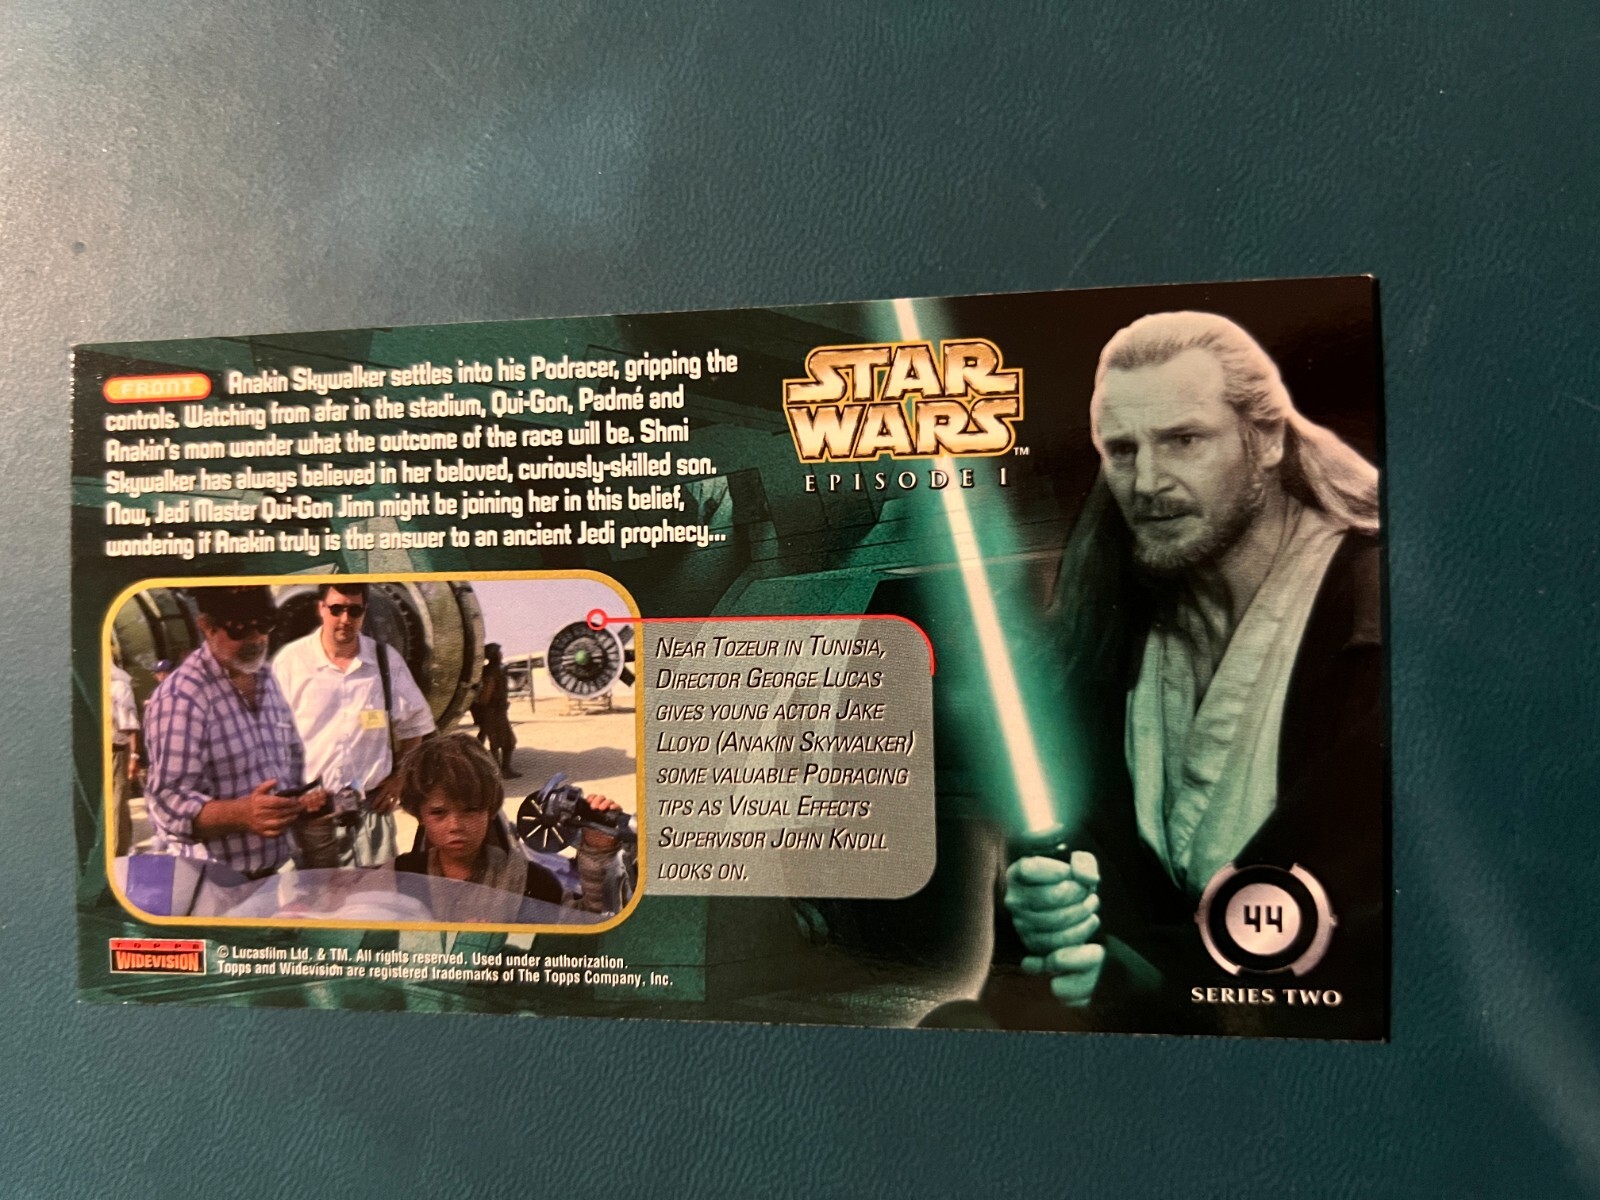 FRONT Anakin Skywalker settles into his Podracer, gripping the
controls. Watching from afar in the stadium, Qui-Gon, Padmé and
Anakin's mom wonder what the outcome of the race will be. Shmi
Skywalker has always believed in her beloved, curiously-skilled son.
Now, Jedi Master Qui-Gon Jinn might be joining her in this belief,
wondering if Anakin truly is the answer to an ancient Jedi prophecy...
STAR
WARS™
EPISODE I
NEAR TOZEUR IN TUNISIA,
DIRECTOR GEORGE LUCAS
GIVES YOUNG ACTOR JAKE
LLOYD (ANAKIN SKYWALKER)
SOME VALUABLE PODRACING
TIPS AS VISUAL EFFECTS
SUPERVISOR JOHN KNOLL
LOOKS ON.
TOPPS
WIDEVISION
© Lucasfilm Ltd. & TM. All rights reserved. Used under authorization.
Topps and Widevision are registered trademarks of The Topps Company, Inc.
44
SERIES TWO